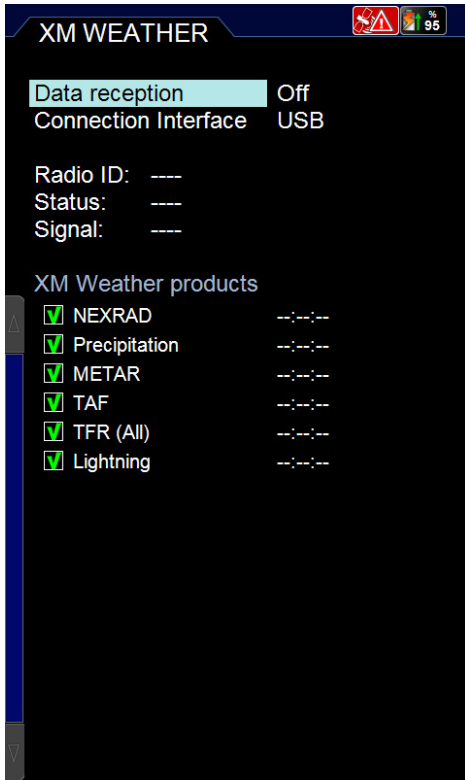 XM WEATHER
% 95
Data reception Off
Connection Interface USB
Radio ID: ----
Status: ----
Signal: ----
XM Weather products
NEXRAD --:--:--
Precipitation --:--:--
METAR --:--:--
TAF --:--:--
TFR (All) --:--:--
Lightning --:--:--